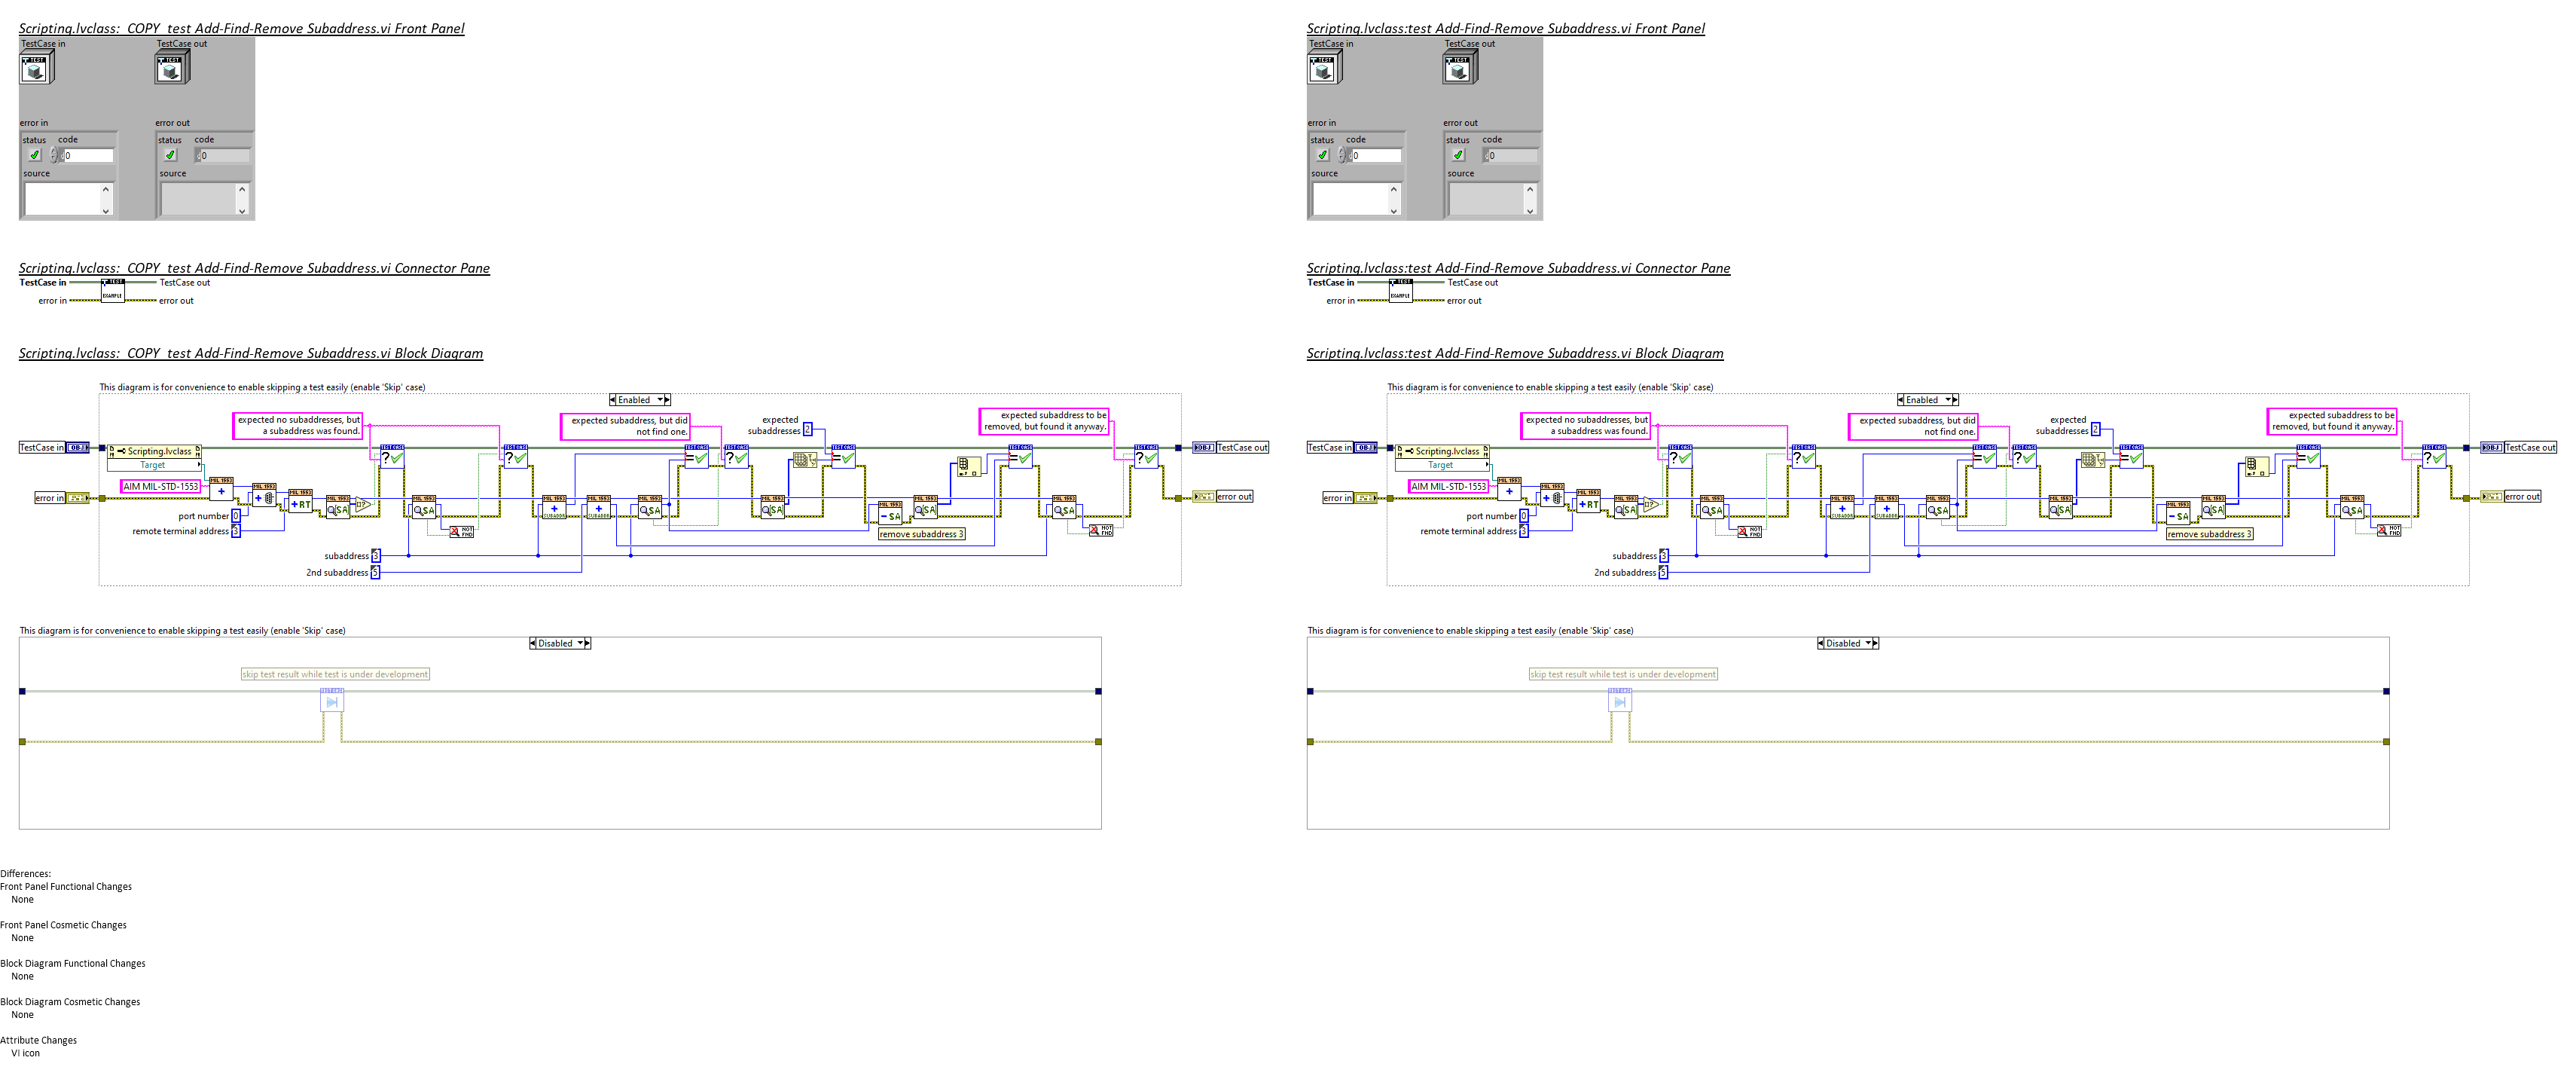 Scripting.lvclass:_COPY_test Add-Find-Remove Subaddress.vi Front Panel
TestCase in
TestCase out
TEST
TEST
error in
error out
status code
status code
0
0
source
source
Scripting.lvclass:_COPY_test Add-Find-Remove Subaddress.vi Connector Pane
TestCase in
TestCase out
TEST
EXAMPLE
error in
error out
Scripting.lvclass:_COPY_test Add-Find-Remove Subaddress.vi Block Diagram
This diagram is for convenience to enable skipping a test easily (enable 'Skip' case)
Enabled
expected no subaddresses, but
a subaddress was found.
expected subaddress, but did
not find one.
expected
subaddresses 2
expected subaddress to be
removed, but found it anyway.
TestCase in
Scripting.lvclass
Target
TestCase out
AIM MIL-STD-1553
error in
error out
port number 0
remote terminal address 3
remove subaddress 3
subaddress 3
2nd subaddress 5
This diagram is for convenience to enable skipping a test easily (enable 'Skip' case)
Disabled
skip test result while test is under development
Scripting.lvclass:test Add-Find-Remove Subaddress.vi Front Panel
TestCase in
TestCase out
TEST
TEST
error in
error out
status code
status code
0
0
source
source
Scripting.lvclass:test Add-Find-Remove Subaddress.vi Connector Pane
TestCase in
TestCase out
TEST
EXAMPLE
error in
error out
Scripting.lvclass:test Add-Find-Remove Subaddress.vi Block Diagram
This diagram is for convenience to enable skipping a test easily (enable 'Skip' case)
Enabled
expected no subaddresses, but
a subaddress was found.
expected subaddress, but did
not find one.
expected
subaddresses 2
expected subaddress to be
removed, but found it anyway.
TestCase in
Scripting.lvclass
Target
TestCase out
AIM MIL-STD-1553
error in
error out
port number 0
remote terminal address 3
remove subaddress 3
subaddress 3
2nd subaddress 5
This diagram is for convenience to enable skipping a test easily (enable 'Skip' case)
Disabled
skip test result while test is under development
Differences:
Front Panel Functional Changes
None
Front Panel Cosmetic Changes
None
Block Diagram Functional Changes
None
Block Diagram Cosmetic Changes
None
Attribute Changes
VI icon